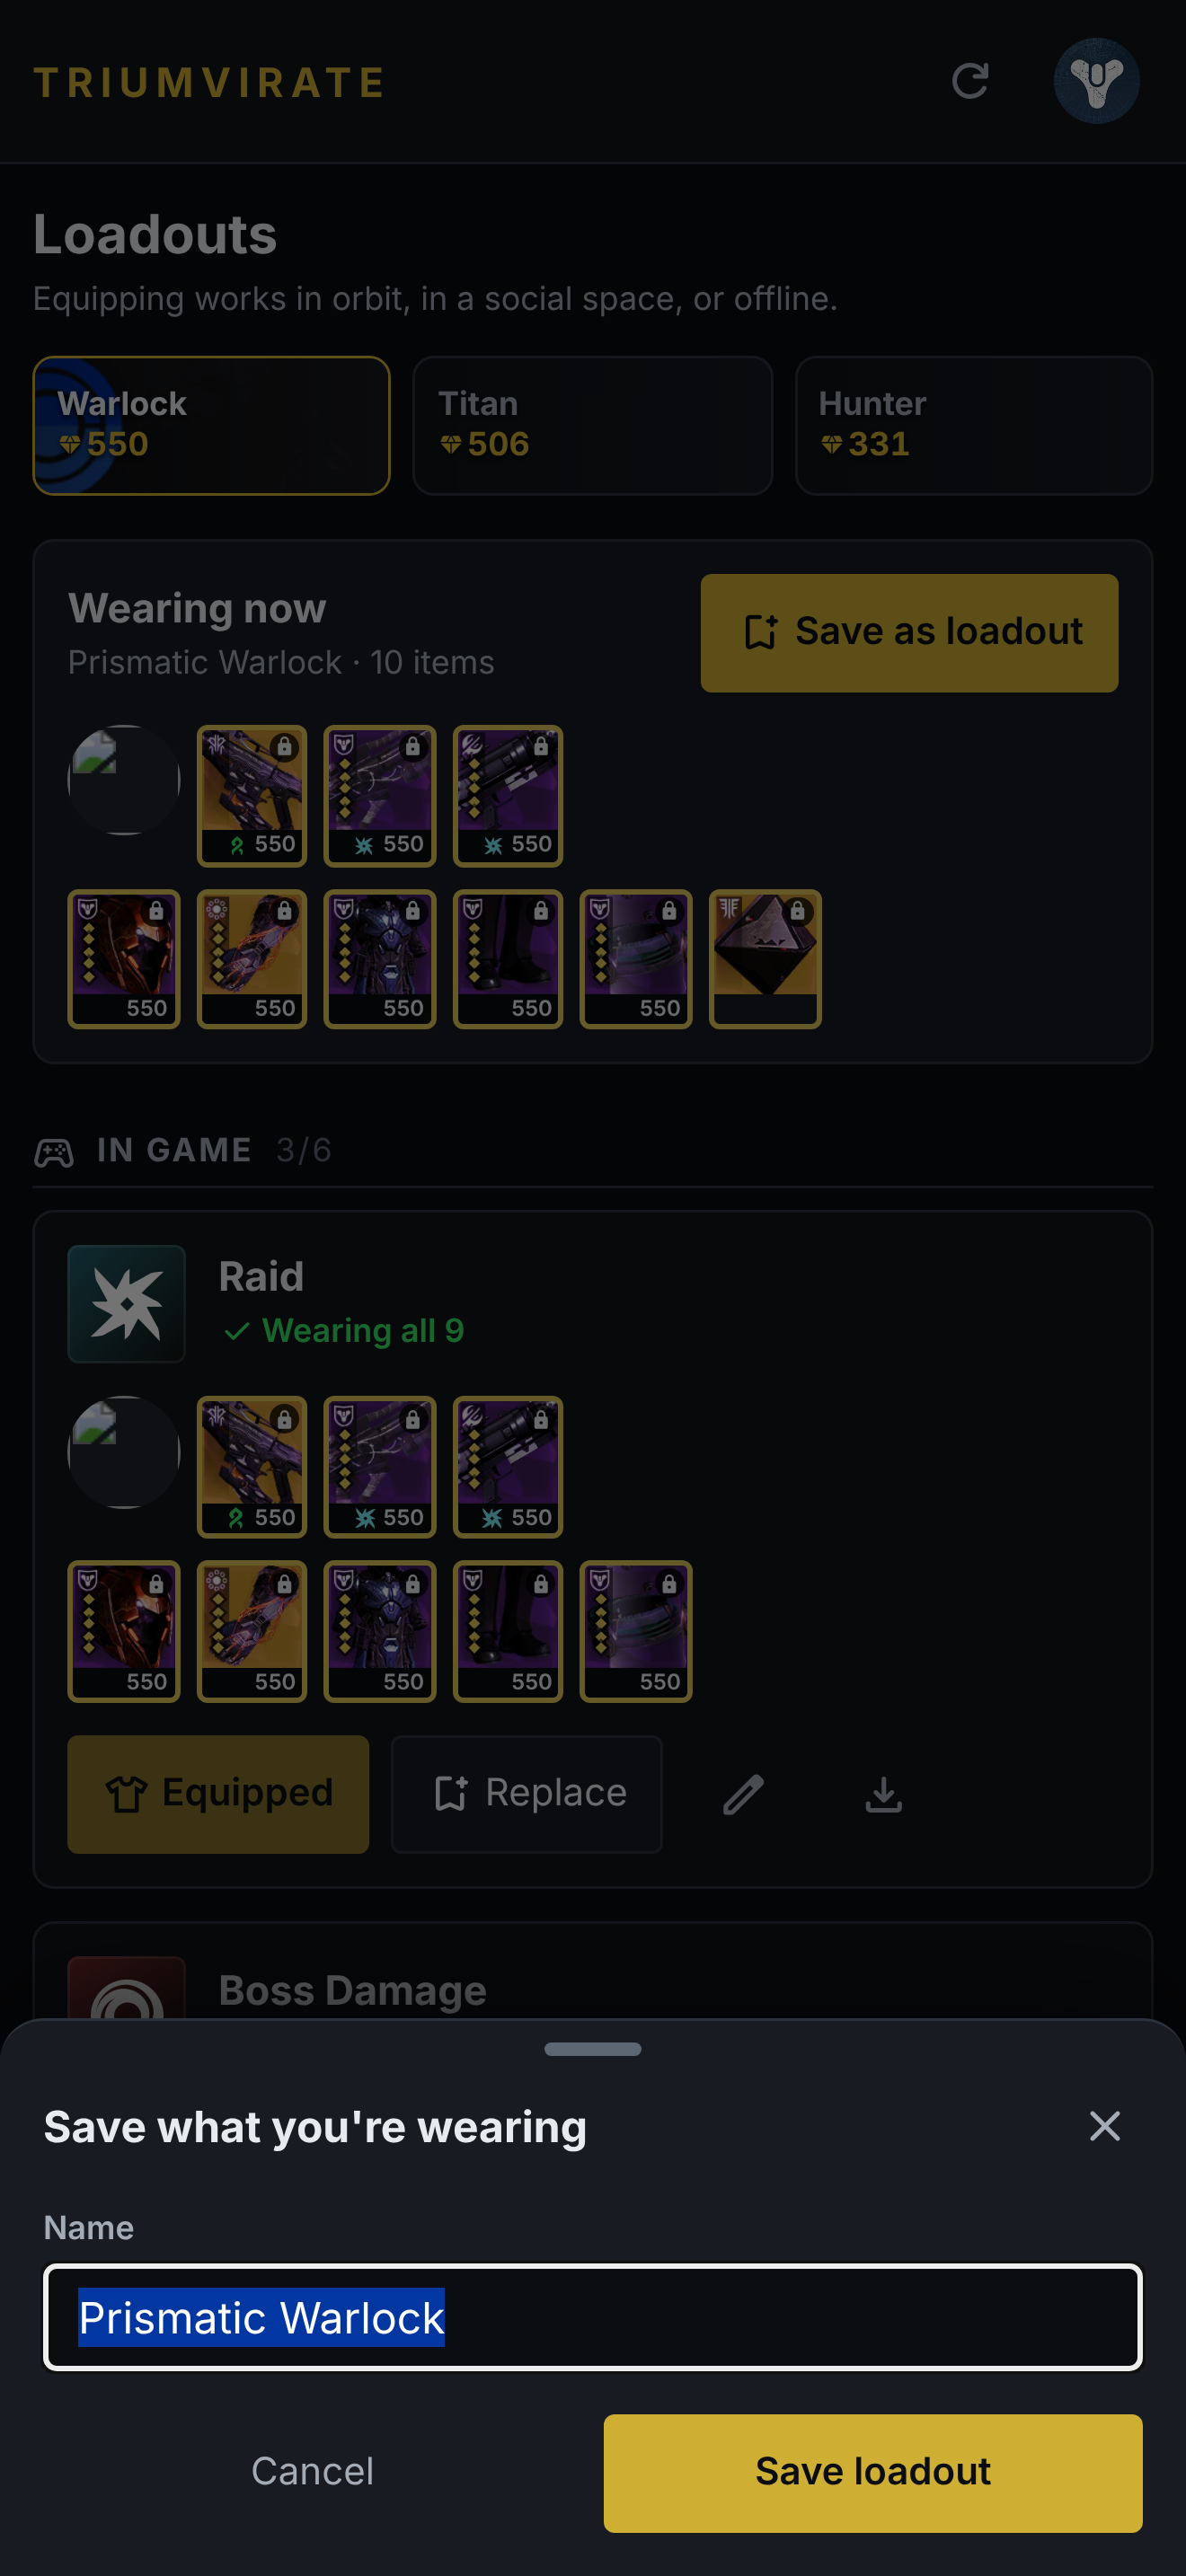 TRIUMVIRATE
Loadouts
Equipping works in orbit, in a social space, or offline.
Warlock
550
Titan
506
Hunter
331
Wearing now
Prismatic Warlock · 10 items
Save as loadout
550
550
550
550
550
550
550
550
IN GAME 3/6
Raid
Wearing all 9
550
550
550
550
550
550
550
550
Equipped
Replace
Boss Damage
Save what you're wearing
Name
Prismatic Warlock
Cancel
Save loadout